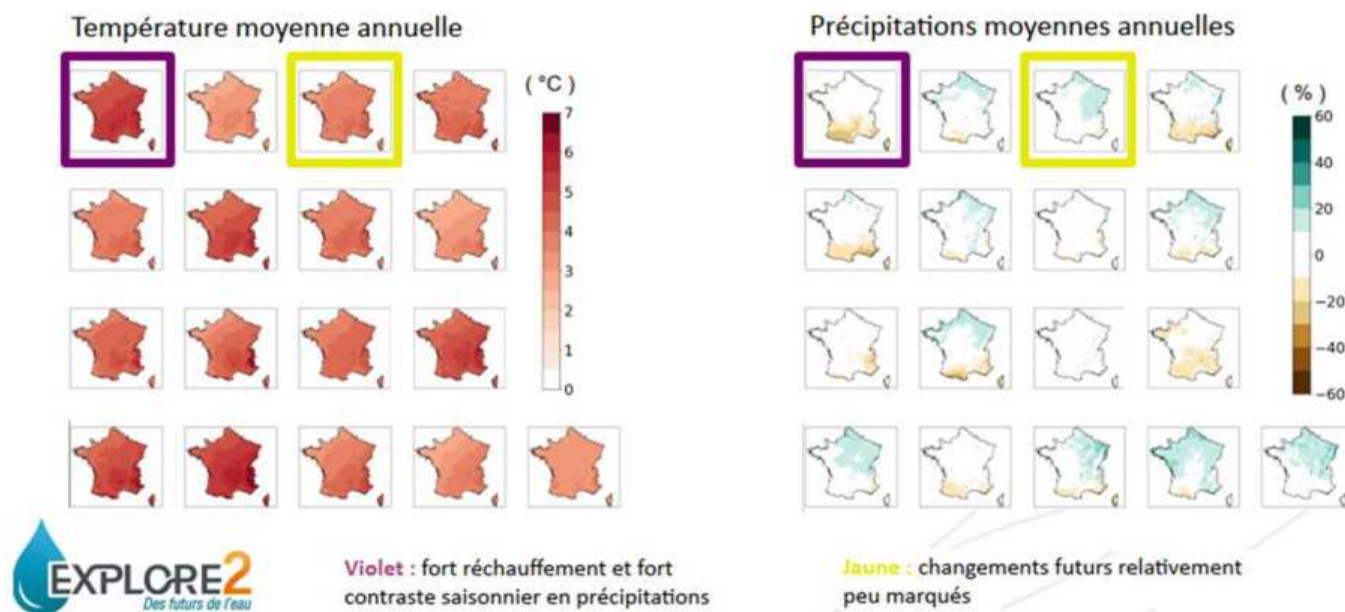 Température moyenne annuelle
Précipitations moyennes annuelles
( °C )
7
6
5
4
3
2
1
0
( % )
60
40
20
0
−20
−40
−60
EXPLORE2
Des futurs de l'eau
Violet : fort réchauffement et fort
contraste saisonnier en précipitations
Jaune : changements futurs relativement
peu marqués